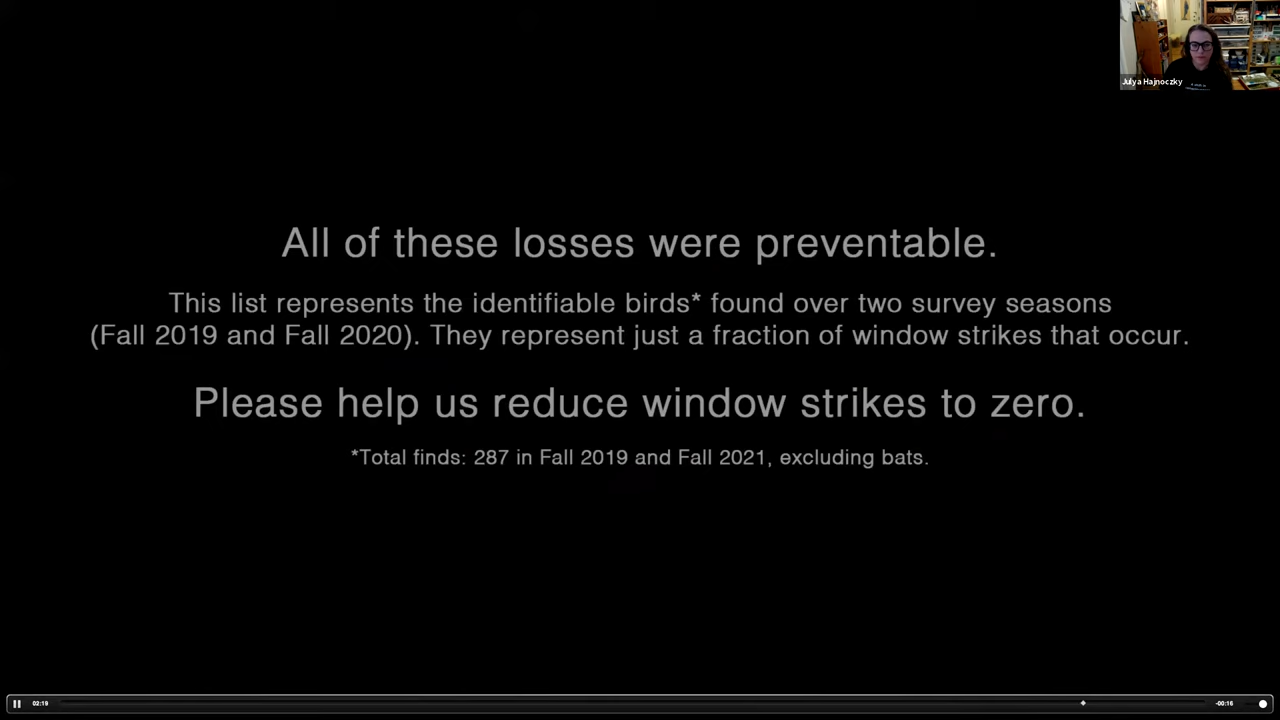 Julya Hajnoczky
All of these losses were preventable.
This list represents the identifiable birds* found over two survey seasons
(Fall 2019 and Fall 2020). They represent just a fraction of window strikes that occur.
Please help us reduce window strikes to zero.
*Total finds: 287 in Fall 2019 and Fall 2021, excluding bats.
02:19
-00:16